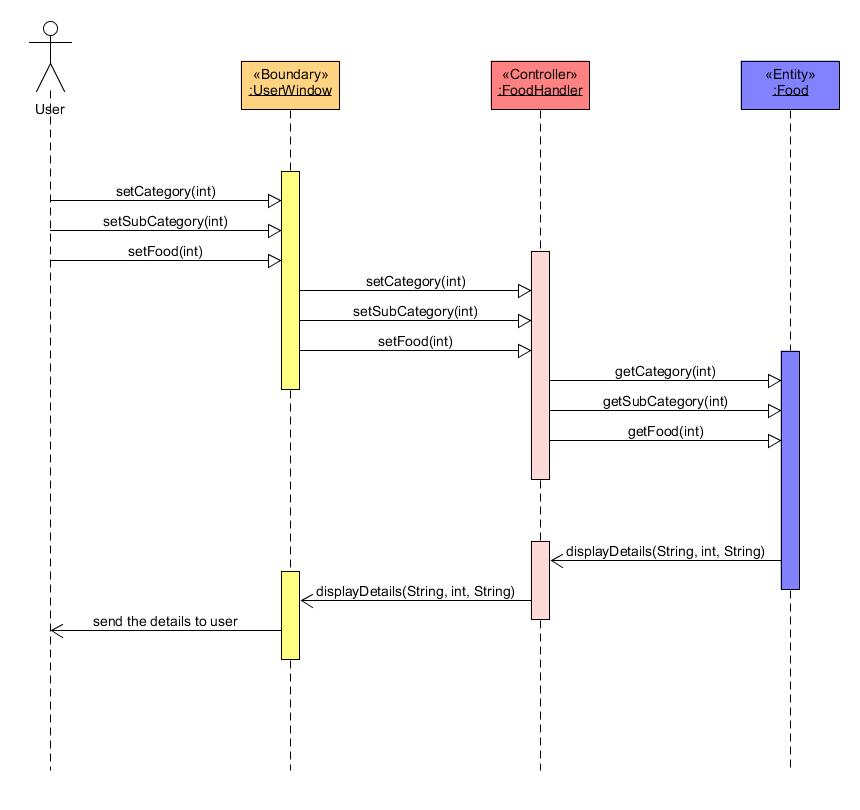 User
«Boundary»
:UserWindow
«Controller»
:FoodHandler
«Entity»
:Food
setCategory(int)
setSubCategory(int)
setFood(int)
setCategory(int)
setSubCategory(int)
setFood(int)
getCategory(int)
getSubCategory(int)
getFood(int)
displayDetails(String, int, String)
displayDetails(String, int, String)
send the details to user